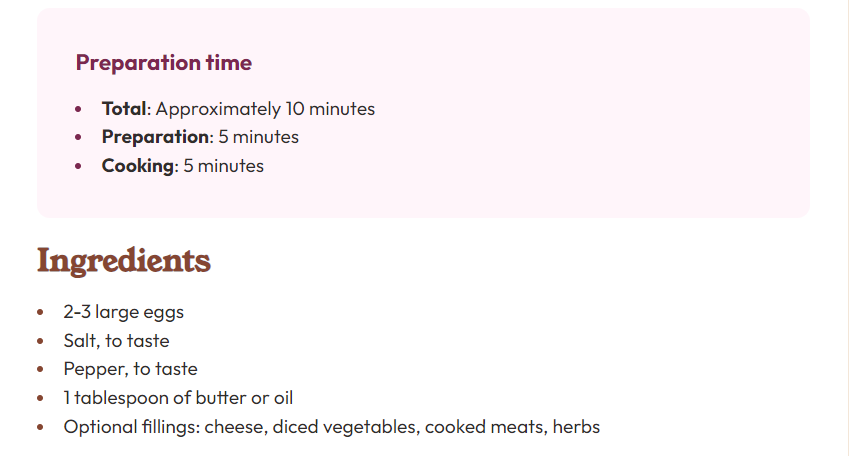 Preparation time
Total: Approximately 10 minutes
Preparation: 5 minutes
Cooking: 5 minutes
Ingredients
2-3 large eggs
Salt, to taste
Pepper, to taste
1 tablespoon of butter or oil
Optional fillings: cheese, diced vegetables, cooked meats, herbs